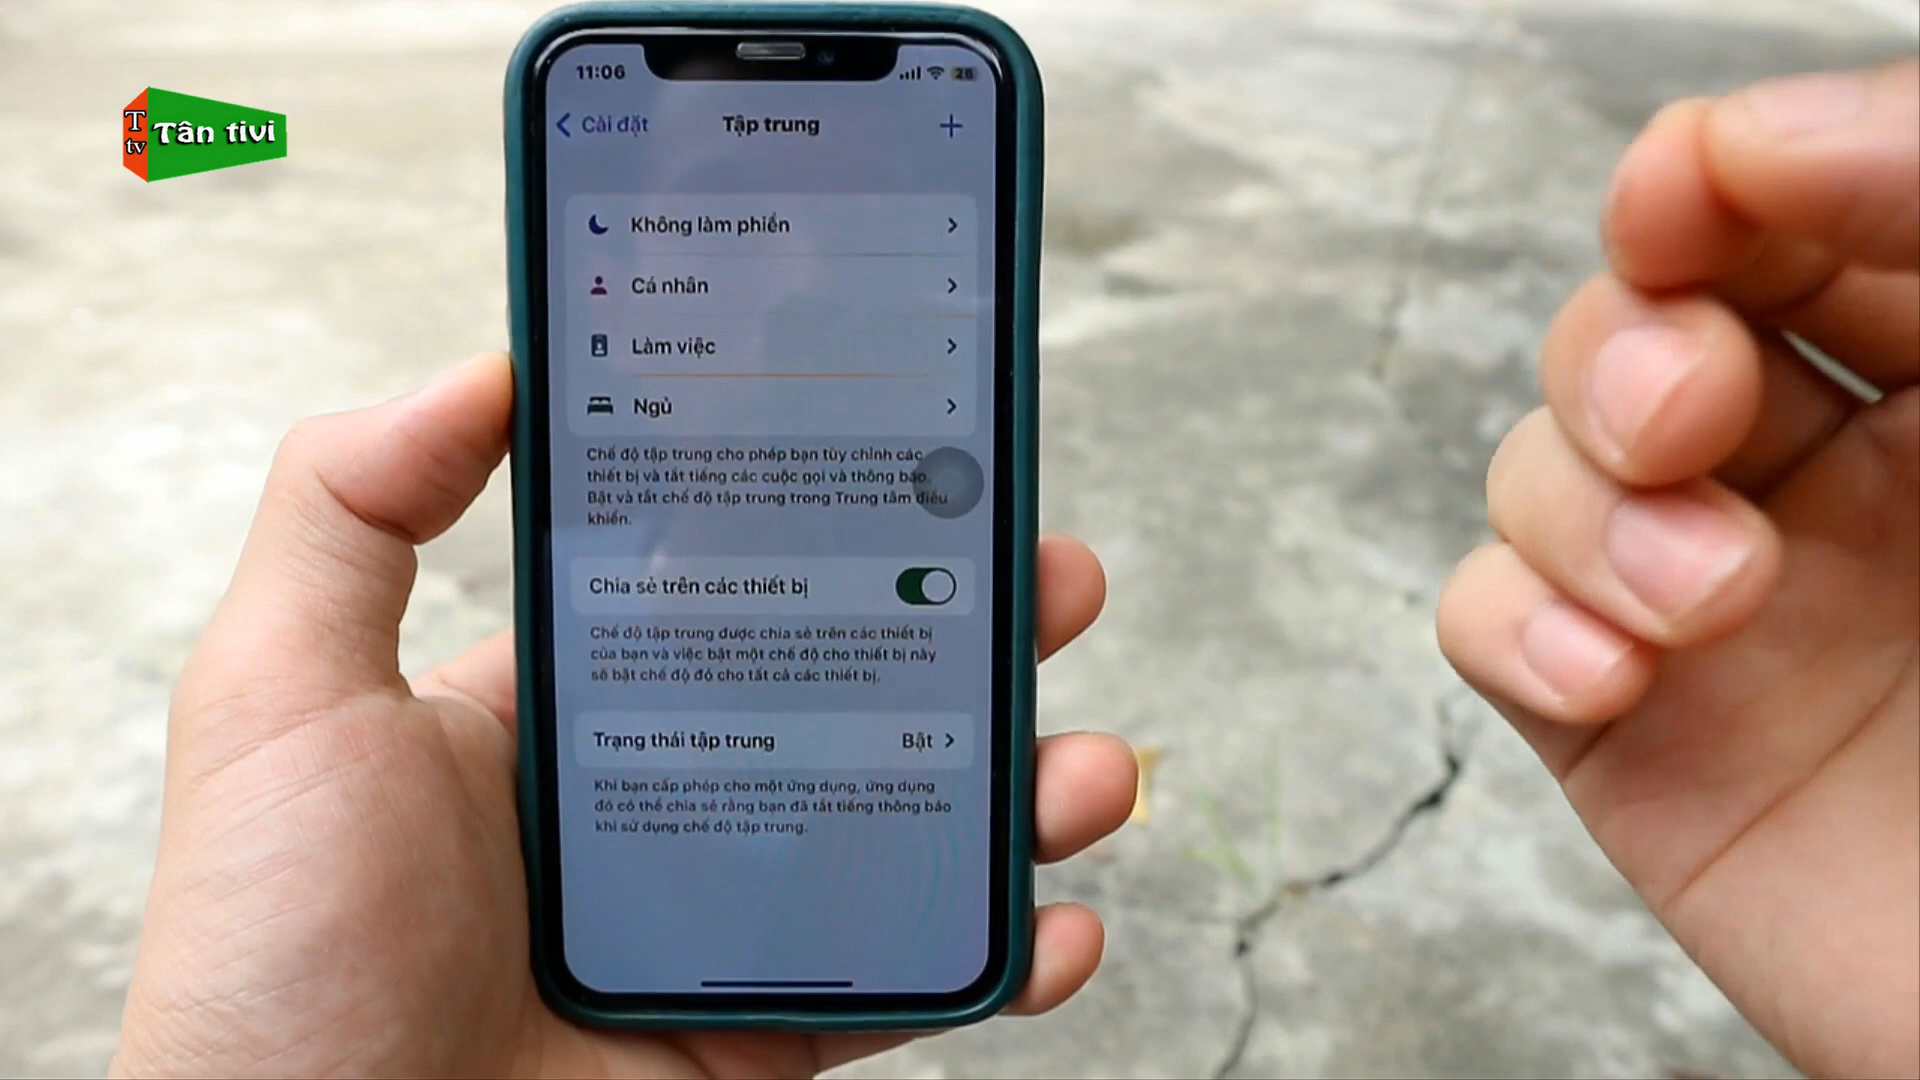 T
tv
Tân tivi
11:06
26
Cài đặt
Tập trung
Không làm phiền
Cá nhân
Làm việc
Ngủ
Chế độ tập trung cho phép bạn tùy chỉnh các
thiết bị và tắt tiếng các cuộc gọi và thông báo.
Bật và tắt chế độ tập trung trong Trung tâm điều
khiển.
Chia sẻ trên các thiết bị
Chế độ tập trung được chia sẻ trên các thiết bị
của bạn và việc bật một chế độ cho thiết bị này
sẽ bật chế độ đó cho tất cả các thiết bị.
Trạng thái tập trung
Bật
Khi bạn cấp phép cho một ứng dụng, ứng dụng
đó có thể chia sẻ rằng bạn đã tắt tiếng thông báo
khi sử dụng chế độ tập trung.